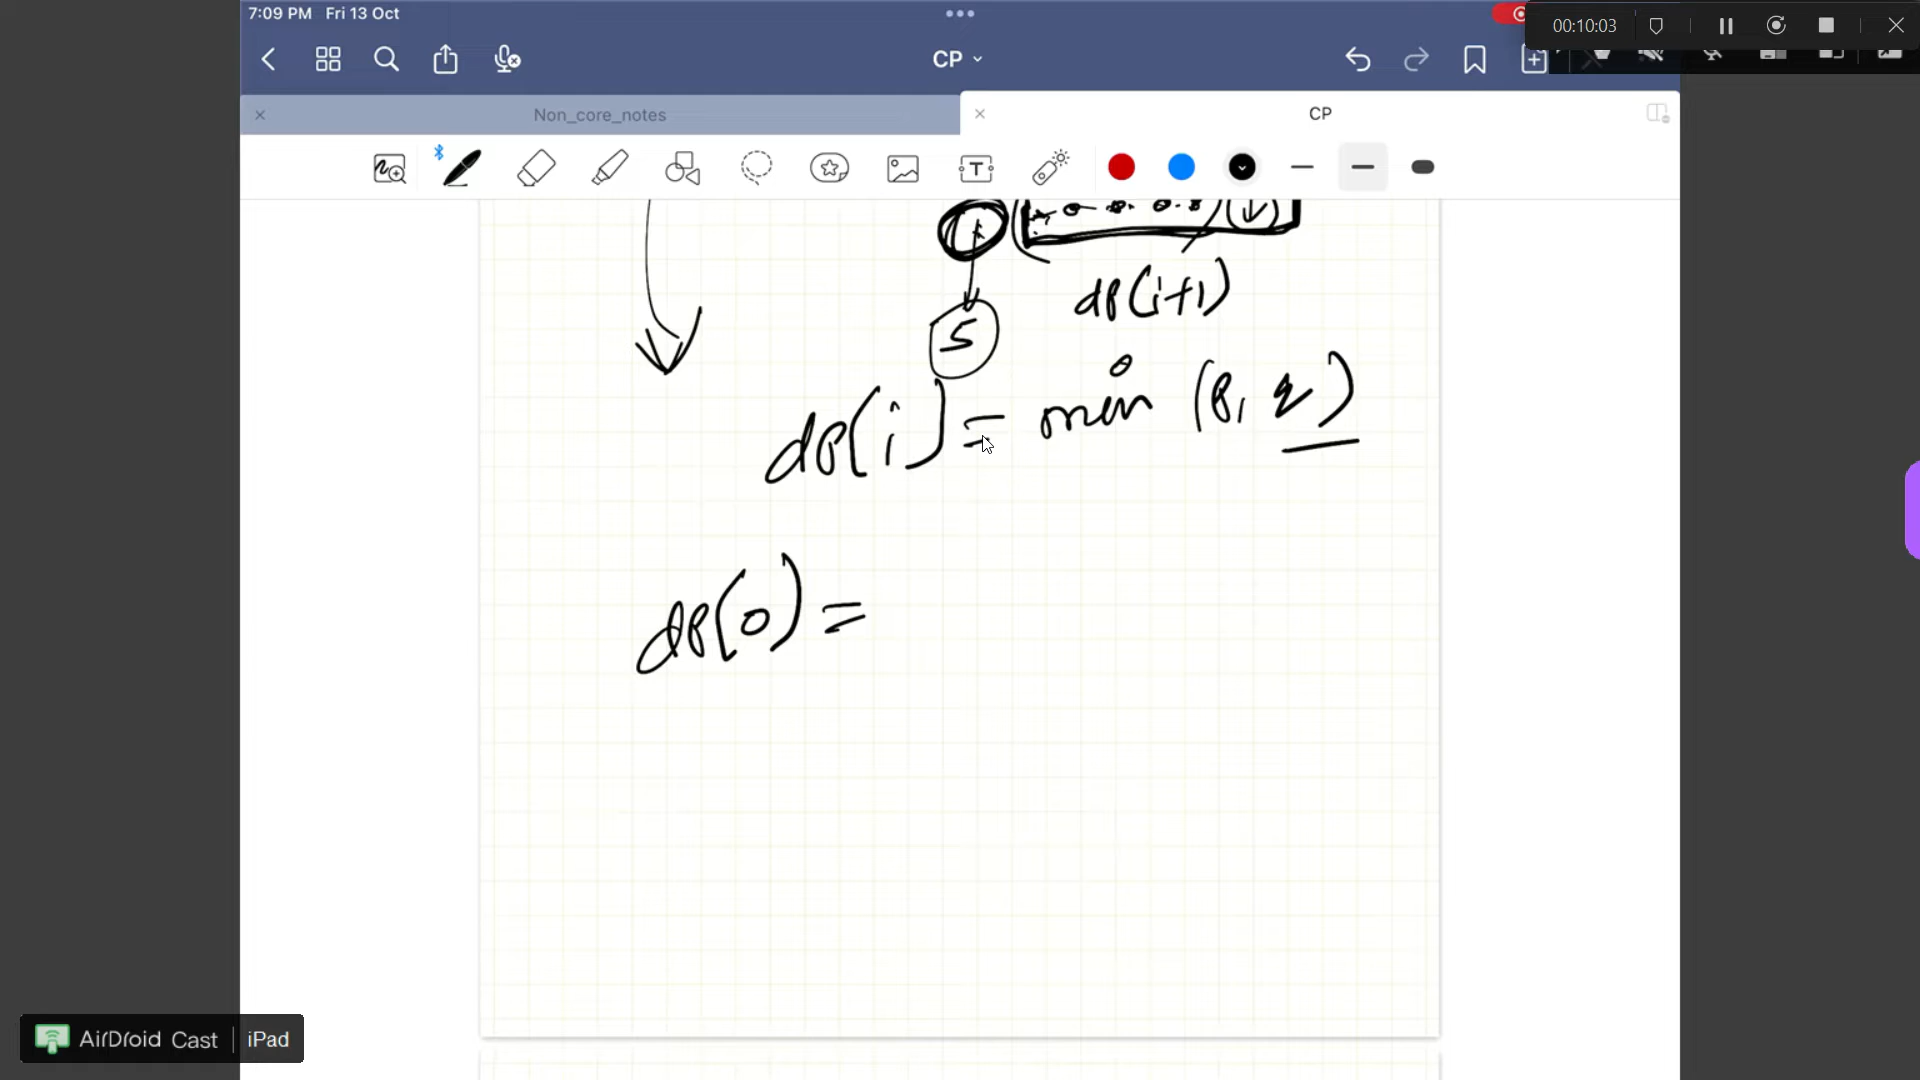 7:09 PM Fri 13 Oct
00:10:03
CP
Non_core_notes
CP
T
dp(i+1)
5
dp[i] = min (p, q)
dp(0) =
AirDroid Cast iPad